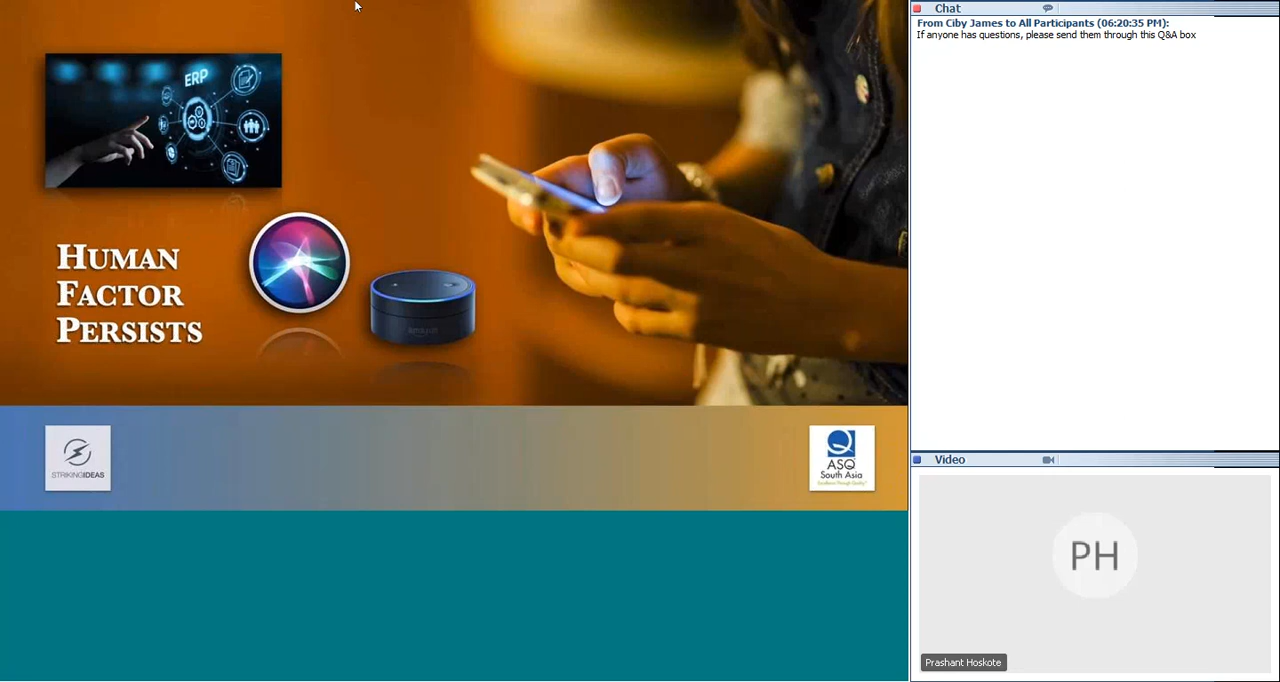 ERP
HUMAN
FACTOR
PERSISTS
STRIKINGIDEAS
ASQ
South Asia
Chat
From Ciby James to All Participants (06:20:35 PM):
If anyone has questions, please send them through this Q&A box
Video
PH
Prashant Hoskote